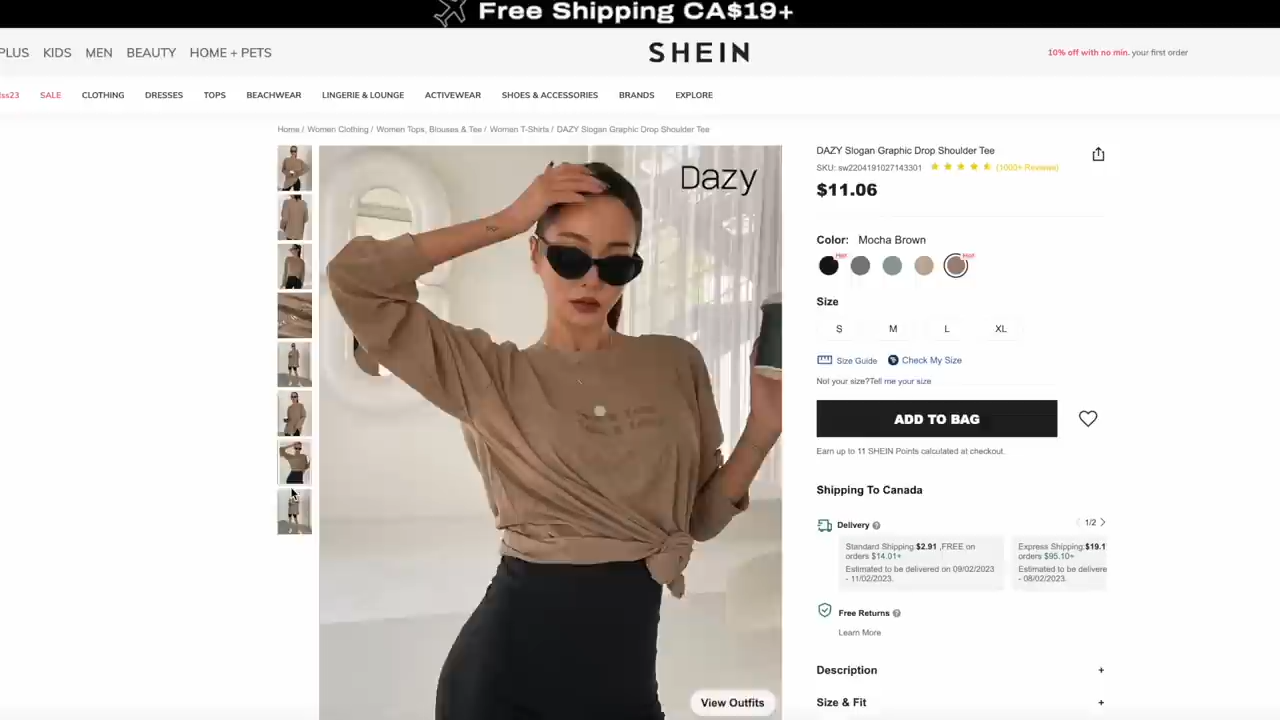 Free Shipping CA$19+
PLUS KIDS MEN BEAUTY HOME + PETS
SHEIN
10% off with no min. your first order
ss23 SALE CLOTHING DRESSES TOPS BEACHWEAR LINGERIE & LOUNGE ACTIVEWEAR SHOES & ACCESSORIES BRANDS EXPLORE
Home / Women Clothing / Women Tops, Blouses & Tee / Women T-Shirts / DAZY Slogan Graphic Drop Shoulder Tee
Dazy
View Outfits
DAZY Slogan Graphic Drop Shoulder Tee
SKU: sw2204191027143301 (1000+ Reviews)
$11.06
Color: Mocha Brown
Hot Hot
Size
S M L XL
Size Guide Check My Size
Not your size?Tell me your size
ADD TO BAG
Earn up to 11 SHEIN Points calculated at checkout.
Shipping To Canada
Delivery ? 1/2
Standard Shipping:$2.91 ,FREE on
orders $14.01+
Estimated to be delivered on 09/02/2023
- 11/02/2023.
Express Shipping:$19.1
orders $95.10+
Estimated to be delivere
- 08/02/2023.
Free Returns ?
Learn More
Description +
Size & Fit +